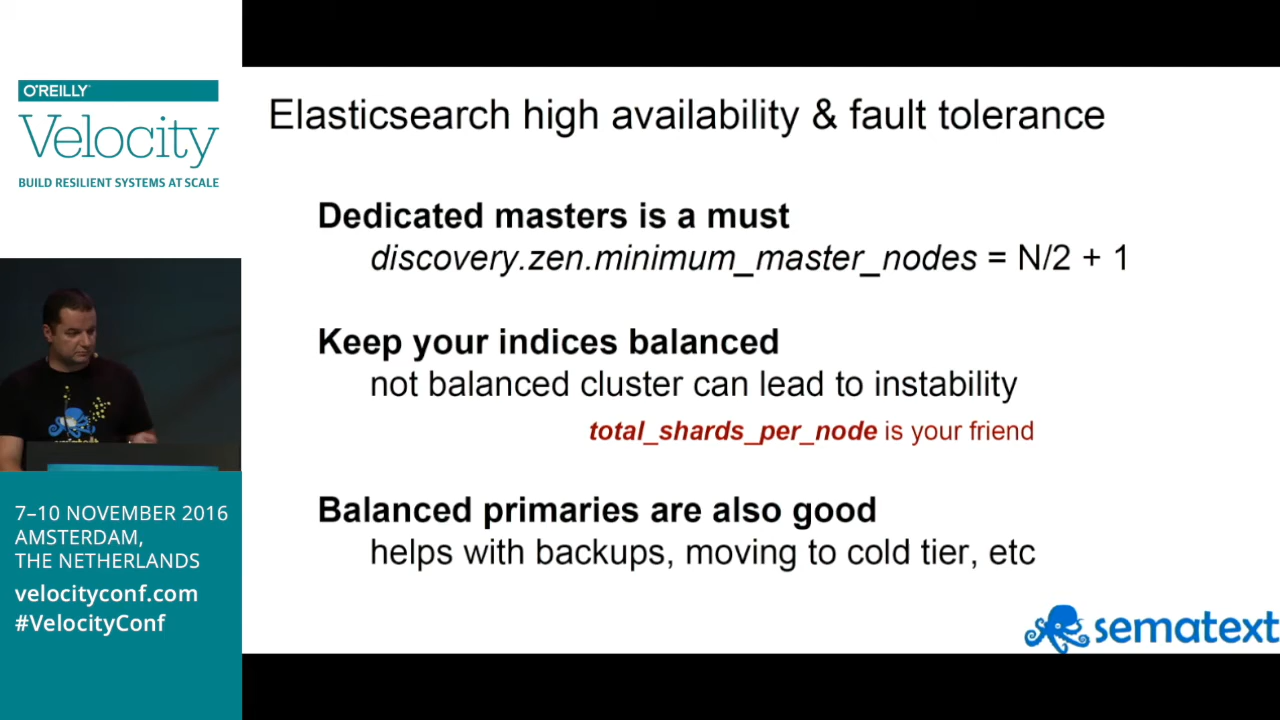 O'REILLY
Velocity
BUILD RESILIENT SYSTEMS AT SCALE
Elasticsearch high availability & fault tolerance
Dedicated masters is a must
discovery.zen.minimum_master_nodes = N/2 + 1
Keep your indices balanced
not balanced cluster can lead to instability
total_shards_per_node is your friend
Balanced primaries are also good
helps with backups, moving to cold tier, etc
7–10 NOVEMBER 2016
AMSTERDAM,
THE NETHERLANDS
velocityconf.com
#VelocityConf
sematext